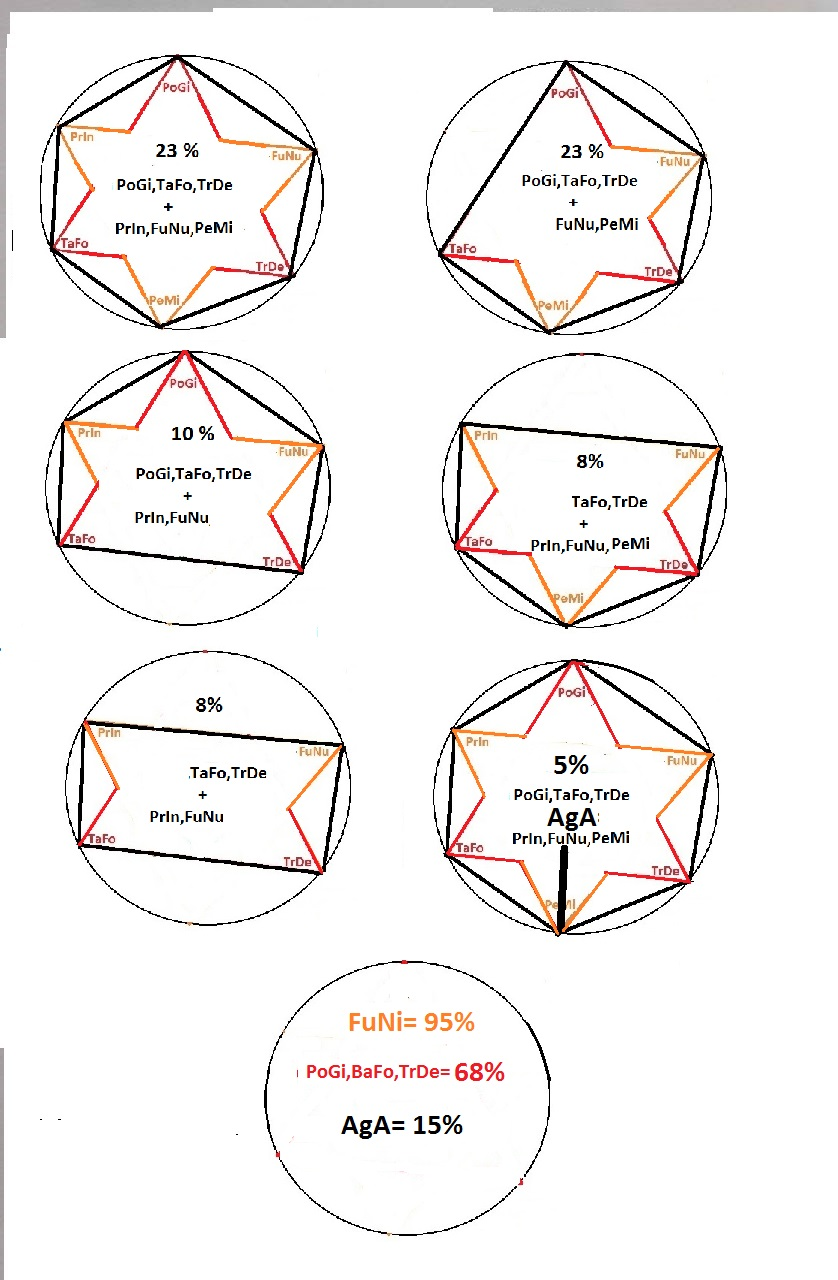 PoGi
PrIn
23 %
FuNu
PoGi,TaFo,TrDe
+
PrIn,FuNu,PeMi
TaFo
TrDe
PeMi
PoGi
23 %
FuNu
PoGi,TaFo,TrDe
+
FuNu,PeMi
TaFo
TrDe
PeMi
PoGi
PrIn
10 %
FuNu
PoGi,TaFo,TrDe
+
PrIn,FuNu
TaFo
TrDe
PrIn
FuNu
8%
TaFo,TrDe
+
PrIn,FuNu,PeMi
TaFo
TrDe
PeMi
8%
PrIn
FuNu
TaFo,TrDe
+
PrIn,FuNu
TaFo
TrDe
PoGi
PrIn
FuNu
5%
PoGi,TaFo,TrDe
AgA
PrIn,FuNu,PeMi
TaFo
TrDe
PeMi
FuNi= 95%
PoGi,BaFo,TrDe= 68%
AgA= 15%